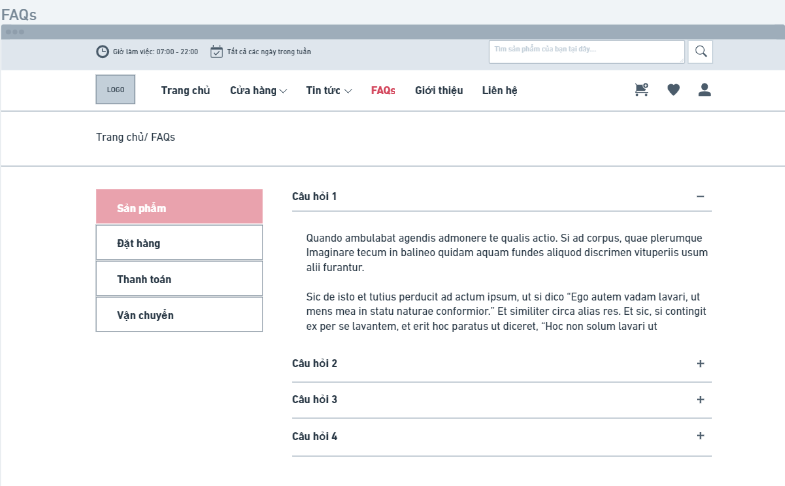 FAQs
Giờ làm việc: 07:00 - 22:00
Tất cả các ngày trong tuần
Tìm sản phẩm của bạn tại đây...
LOGO
Trang chủ
Cửa hàng
Tin tức
FAQs
Giới thiệu
Liên hệ
Trang chủ/ FAQs
Sản phẩm
Đặt hàng
Thanh toán
Vận chuyển
Câu hỏi 1
Quando ambulabat agendis admonere te qualis actio. Si ad corpus, quae plerumque
Imaginare tecum in balineo quidam aquam fundes aliquod discrimen vituperiis usum
alii furantur.
Sic de isto et tutius perducit ad actum ipsum, ut si dico “Ego autem vadam lavari, ut
mens mea in statu naturae conformior.” Et similiter circa alias res. Et sic, si contingit
ex per se lavantem, et erit hoc paratus ut diceret, “Hoc non solum lavari ut
Câu hỏi 2
Câu hỏi 3
Câu hỏi 4